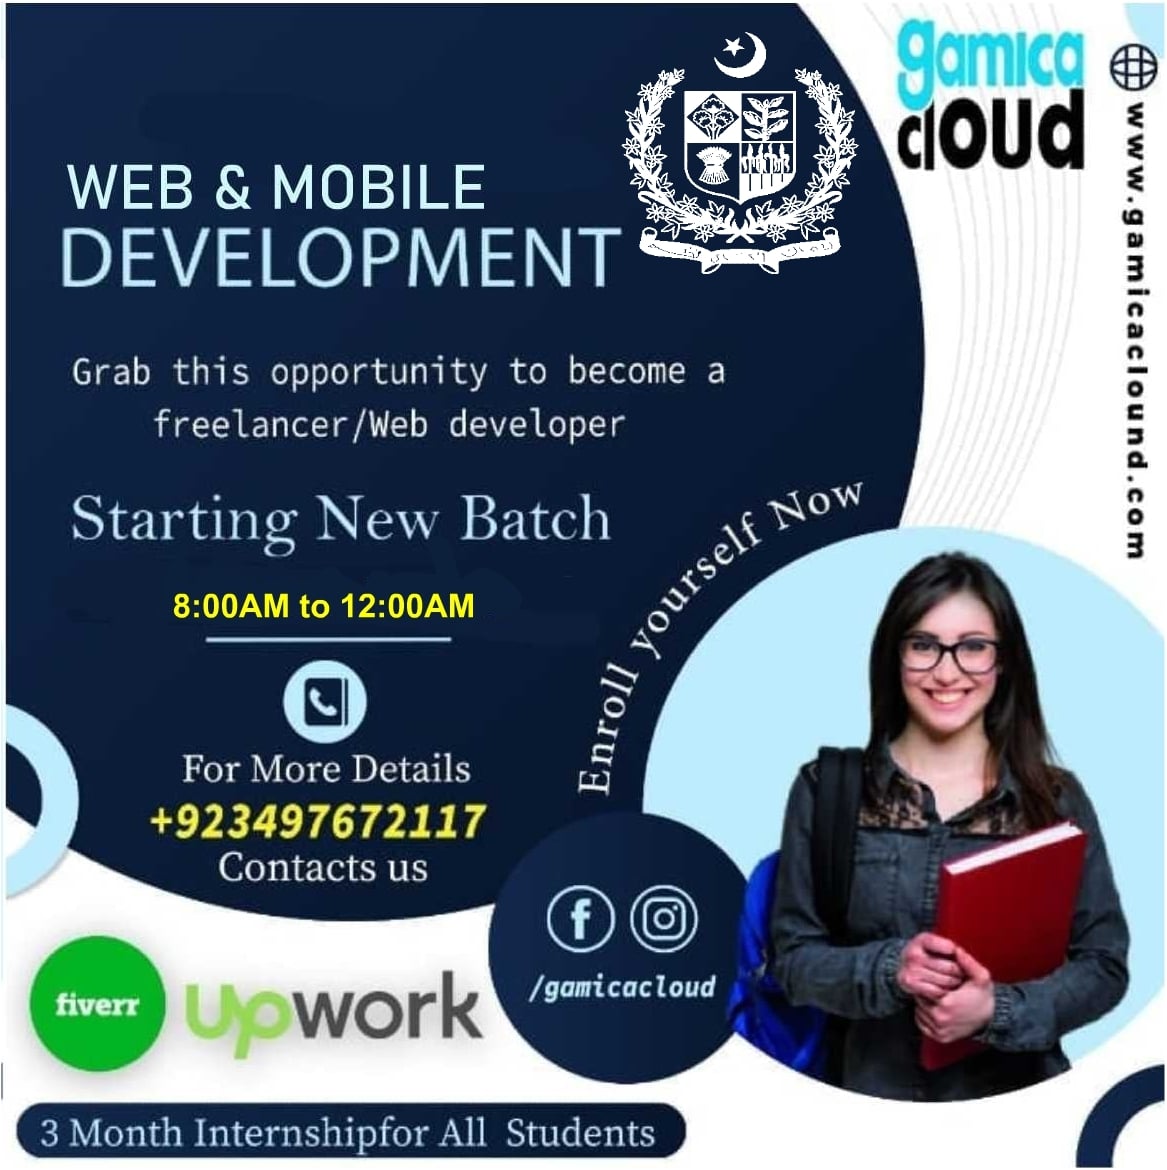 gamica
cloud
www.gamicaclound.com
WEB & MOBILE
DEVELOPMENT
Grab this opportunity to become a
freelancer/Web developer
Starting New Batch
8:00AM to 12:00AM
Enroll yourself Now
For More Details
+923497672117
Contacts us
/gamicacloud
fiverr
upwork
3 Month Internshipfor All Students